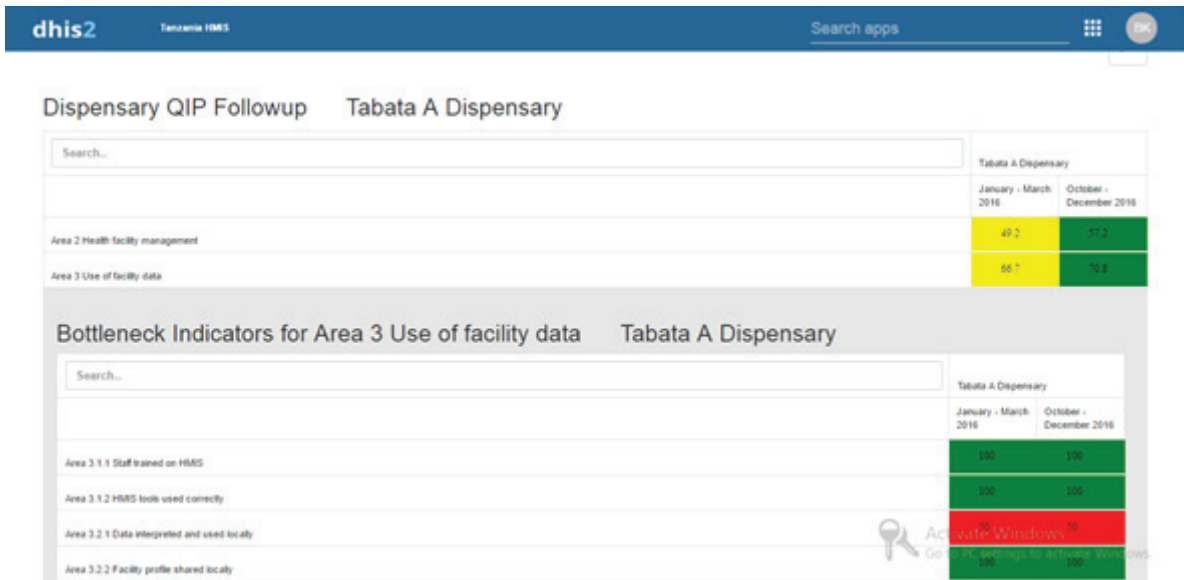 dhis2 Tanzania HMIS Search apps BK
Dispensary QIP Followup Tabata A Dispensary
Search...
Tabata A Dispensary
January - March 2016
October - December 2016
Area 2 Health facility management 49.2 57.2
Area 3 Use of facility data 66.7 70.8
Bottleneck Indicators for Area 3 Use of facility data Tabata A Dispensary
Search...
Tabata A Dispensary
January - March 2016
October - December 2016
Area 3.1.1 Staff trained on HMIS 100 100
Area 3.1.2 HMIS tools used correctly 100 100
Area 3.2.1 Data interpreted and used locally 50 50
Area 3.2.2 Facility profile shared locally 100 100
Activate Windows
Go to PC settings to activate Windows.